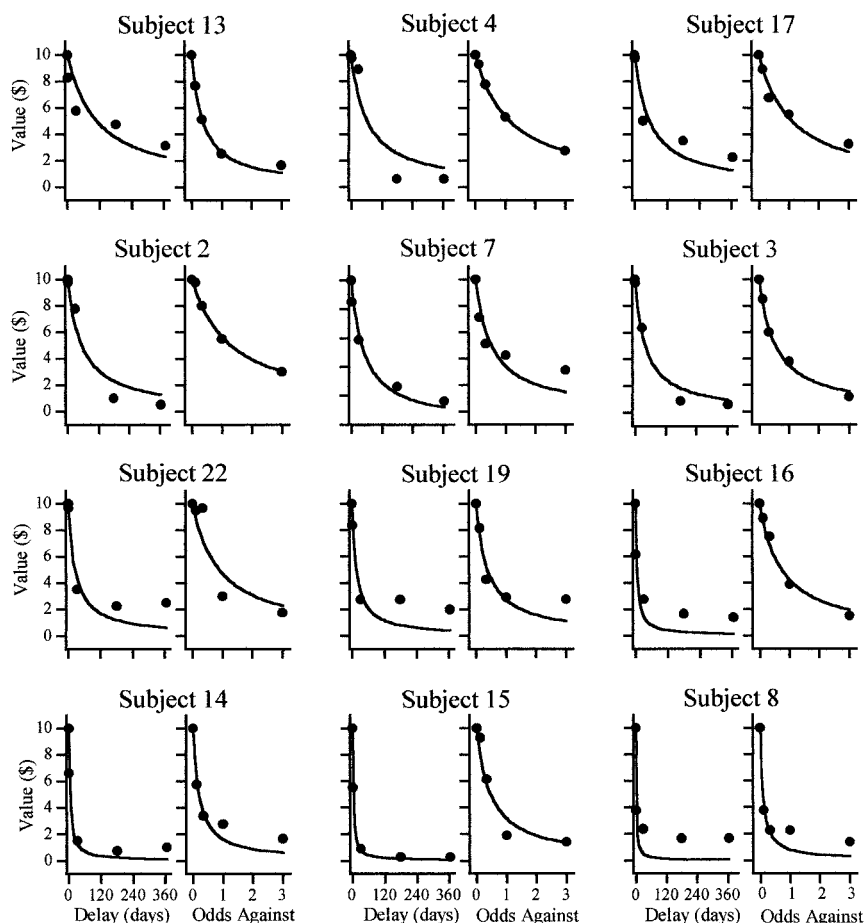 Subject 13
Subject 4
Subject 17
Value ($)
10
8
6
4
2
0
Subject 2
Subject 7
Subject 3
Value ($)
10
8
6
4
2
0
Subject 22
Subject 19
Subject 16
Value ($)
10
8
6
4
2
0
Subject 14
Subject 15
Subject 8
Value ($)
10
8
6
4
2
0
0 120 240 360 0 1 2 3 0 120 240 360 0 1 2 3 0 120 240 360 0 1 2 3
Delay (days) Odds Against Delay (days) Odds Against Delay (days) Odds Against